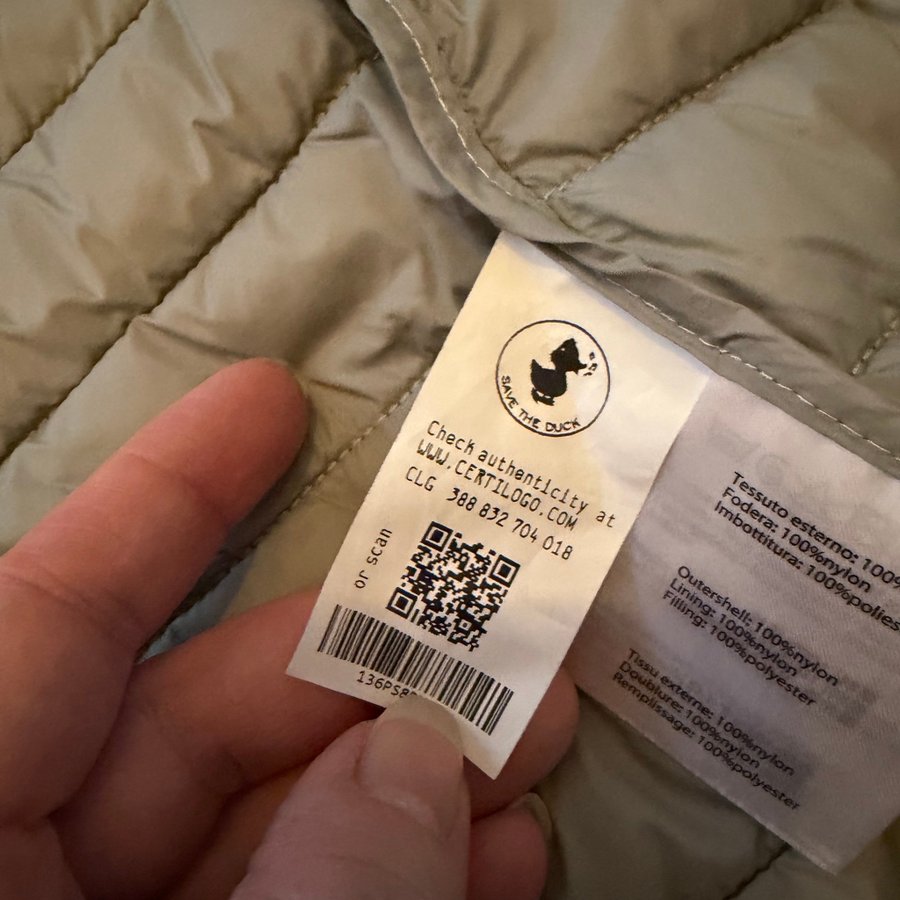 SAVE THE DUCK
Check authenticity at
WWW.CERTILOGO.COM
CLG 388 832 704 018
or scan
136PS8
Tessuto esterno: 100%
Fodera: 100%nylon
Imbottitura: 100%polies
Outershell: 100%nylon
Lining: 100%nylon
Filling: 100%polyester
Tissu externe: 100%nylon
Doublure: 100%nylon
Remplissage: 100%polyester